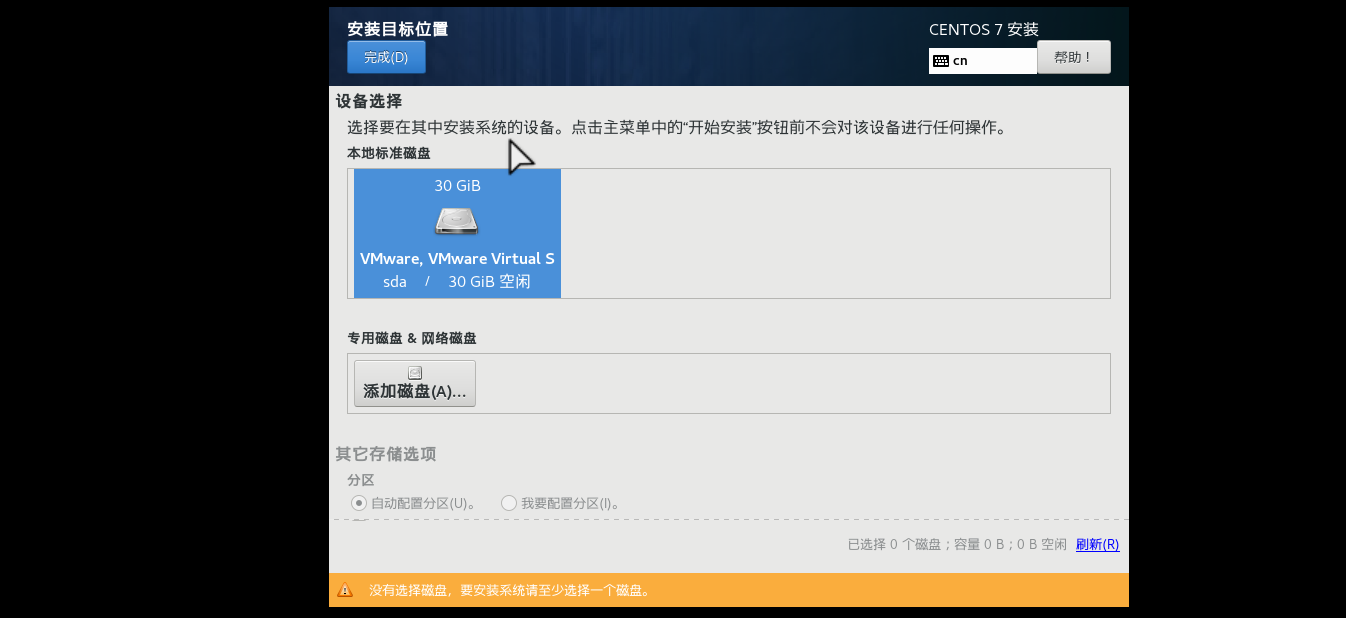 安装目标位置
CENTOS 7 安装
完成(D)
cn
帮助！
设备选择
选择要在其中安装系统的设备。点击主菜单中的“开始安装”按钮前不会对该设备进行任何操作。
本地标准磁盘
30 GiB
VMware, VMware Virtual S
sda / 30 GiB 空闲
专用磁盘 & 网络磁盘
添加磁盘(A)...
其它存储选项
分区
自动配置分区(U)。 我要配置分区(I)。
已选择 0 个磁盘；容量 0 B；0 B 空闲 刷新(R)
没有选择磁盘，要安装系统请至少选择一个磁盘。